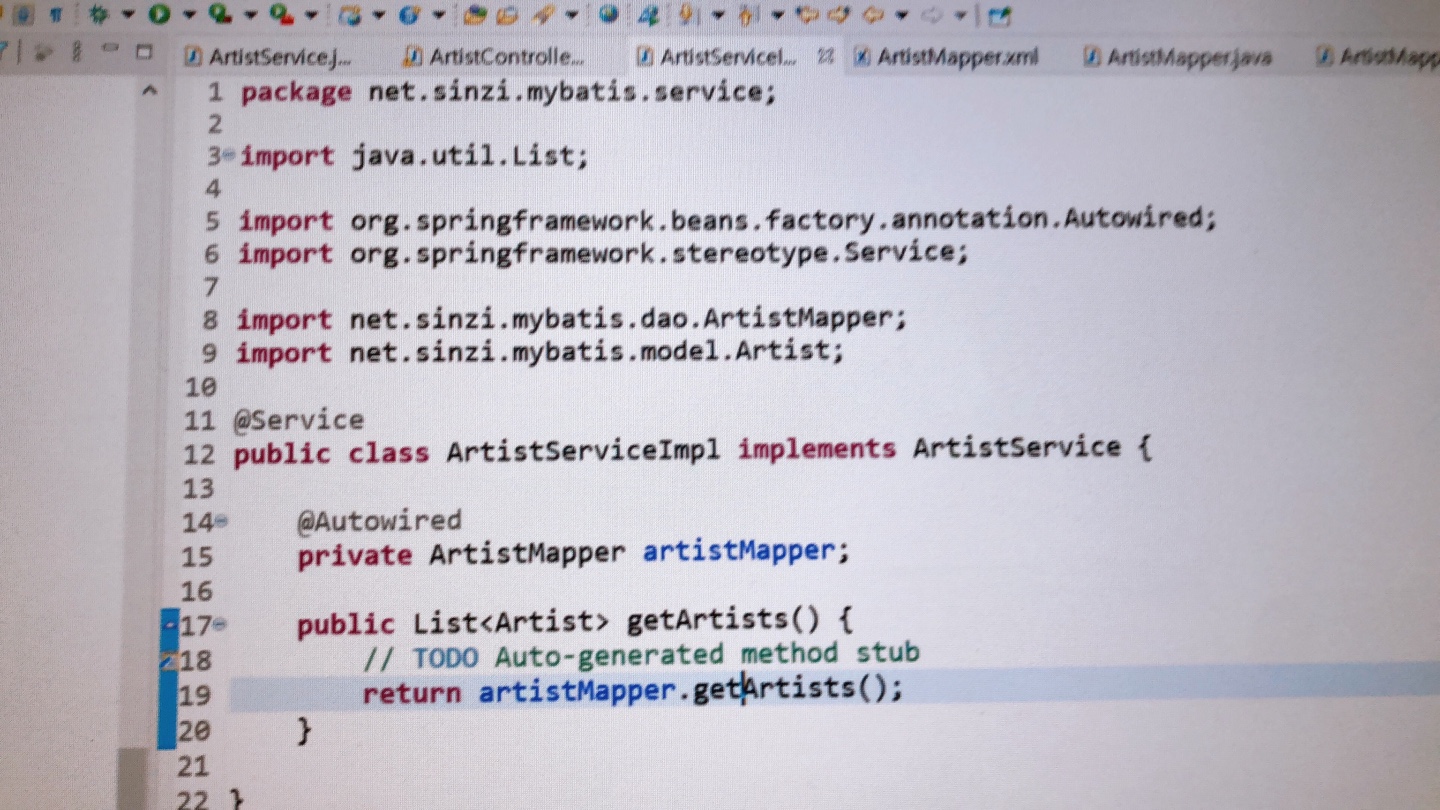 ArtistService.j... ArtistControlle... ArtistServiceI... ArtistMapper.xml ArtistMapper.java ArtistMapp
1 package net.sinzi.mybatis.service;
2
3 import java.util.List;
4
5 import org.springframework.beans.factory.annotation.Autowired;
6 import org.springframework.stereotype.Service;
7
8 import net.sinzi.mybatis.dao.ArtistMapper;
9 import net.sinzi.mybatis.model.Artist;
10
11 @Service
12 public class ArtistServiceImpl implements ArtistService {
13
14 @Autowired
15 private ArtistMapper artistMapper;
16
17 public List<Artist> getArtists() {
18 // TODO Auto-generated method stub
19 return artistMapper.getArtists();
20 }
21
22 }